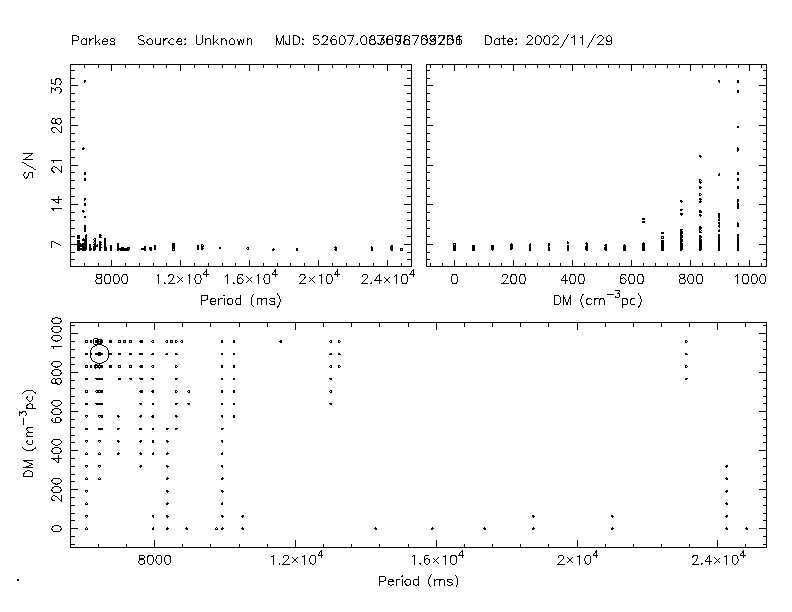 Parkes Source: Unknown MJD: Date: 2002/11/29
35
28
21
14
7
S/N
8000 1.2×10⁴ 1.6×10⁴ 2×10⁴ 2.4×10⁴
Period (ms)
0 200 400 600 800 1000
DM (cm⁻³pc)
1000
800
600
400
200
0
DM (cm⁻³pc)
8000 1.2×10⁴ 1.6×10⁴ 2×10⁴ 2.4×10⁴
Period (ms)